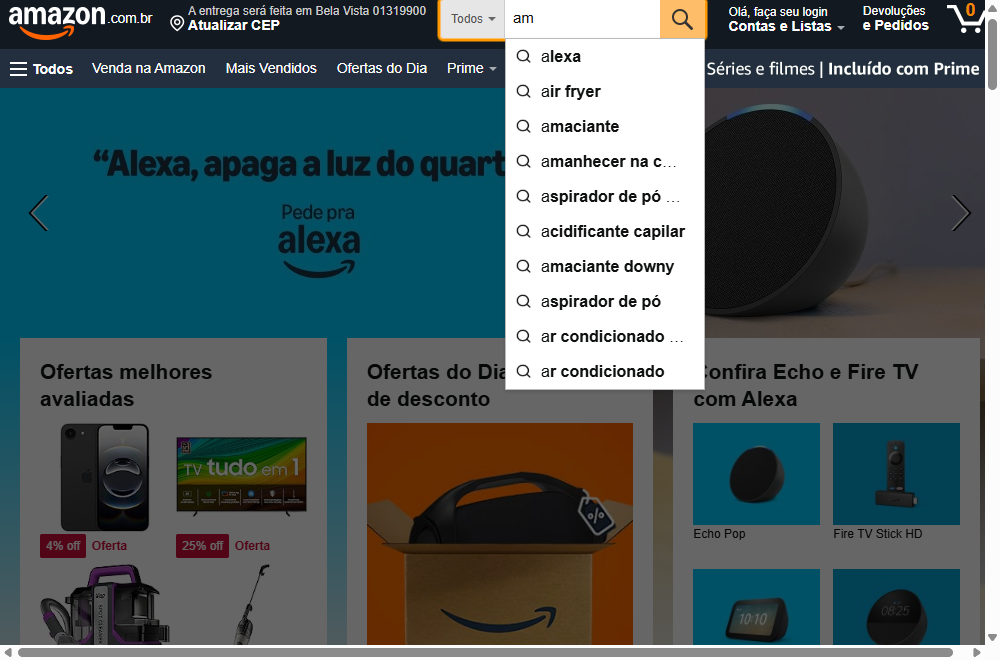 amazon.com.br
A entrega será feita em Bela Vista 01319900
Atualizar CEP
Todos
am
Olá, faça seu login
Contas e Listas
Devoluções
e Pedidos
0
Todos
Venda na Amazon
Mais Vendidos
Ofertas do Dia
Prime
Séries e filmes | Incluído com Prime
alexa
air fryer
amaciante
amanhecer na c…
aspirador de pó …
acidificante capilar
amaciante downy
aspirador de pó
ar condicionado …
ar condicionado
“Alexa, apaga a luz do quart
Pede pra
alexa
Ofertas melhores
avaliadas
TV tudo em 1
4% off
Oferta
25% off
Oferta
Ofertas do Dia
de desconto
%
Confira Echo e Fire TV
com Alexa
Echo Pop
Fire TV Stick HD
10:10
08:25